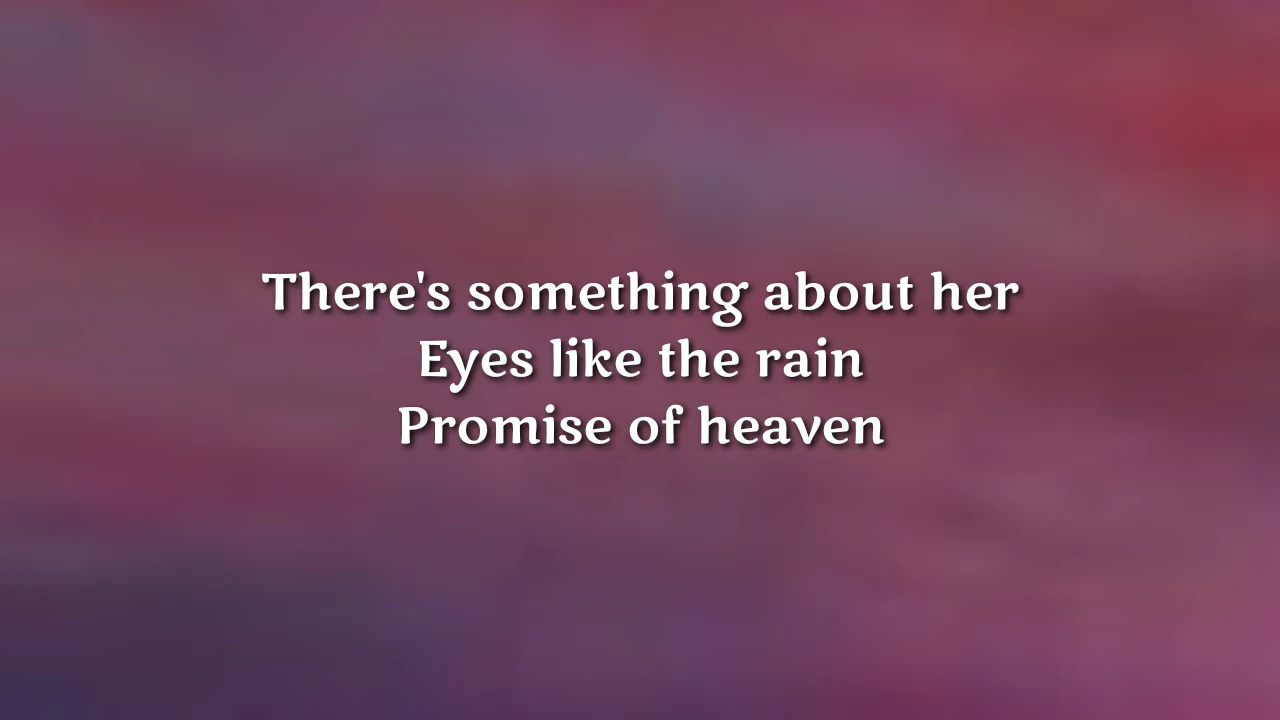 There's something about her
Eyes like the rain
Promise of heaven